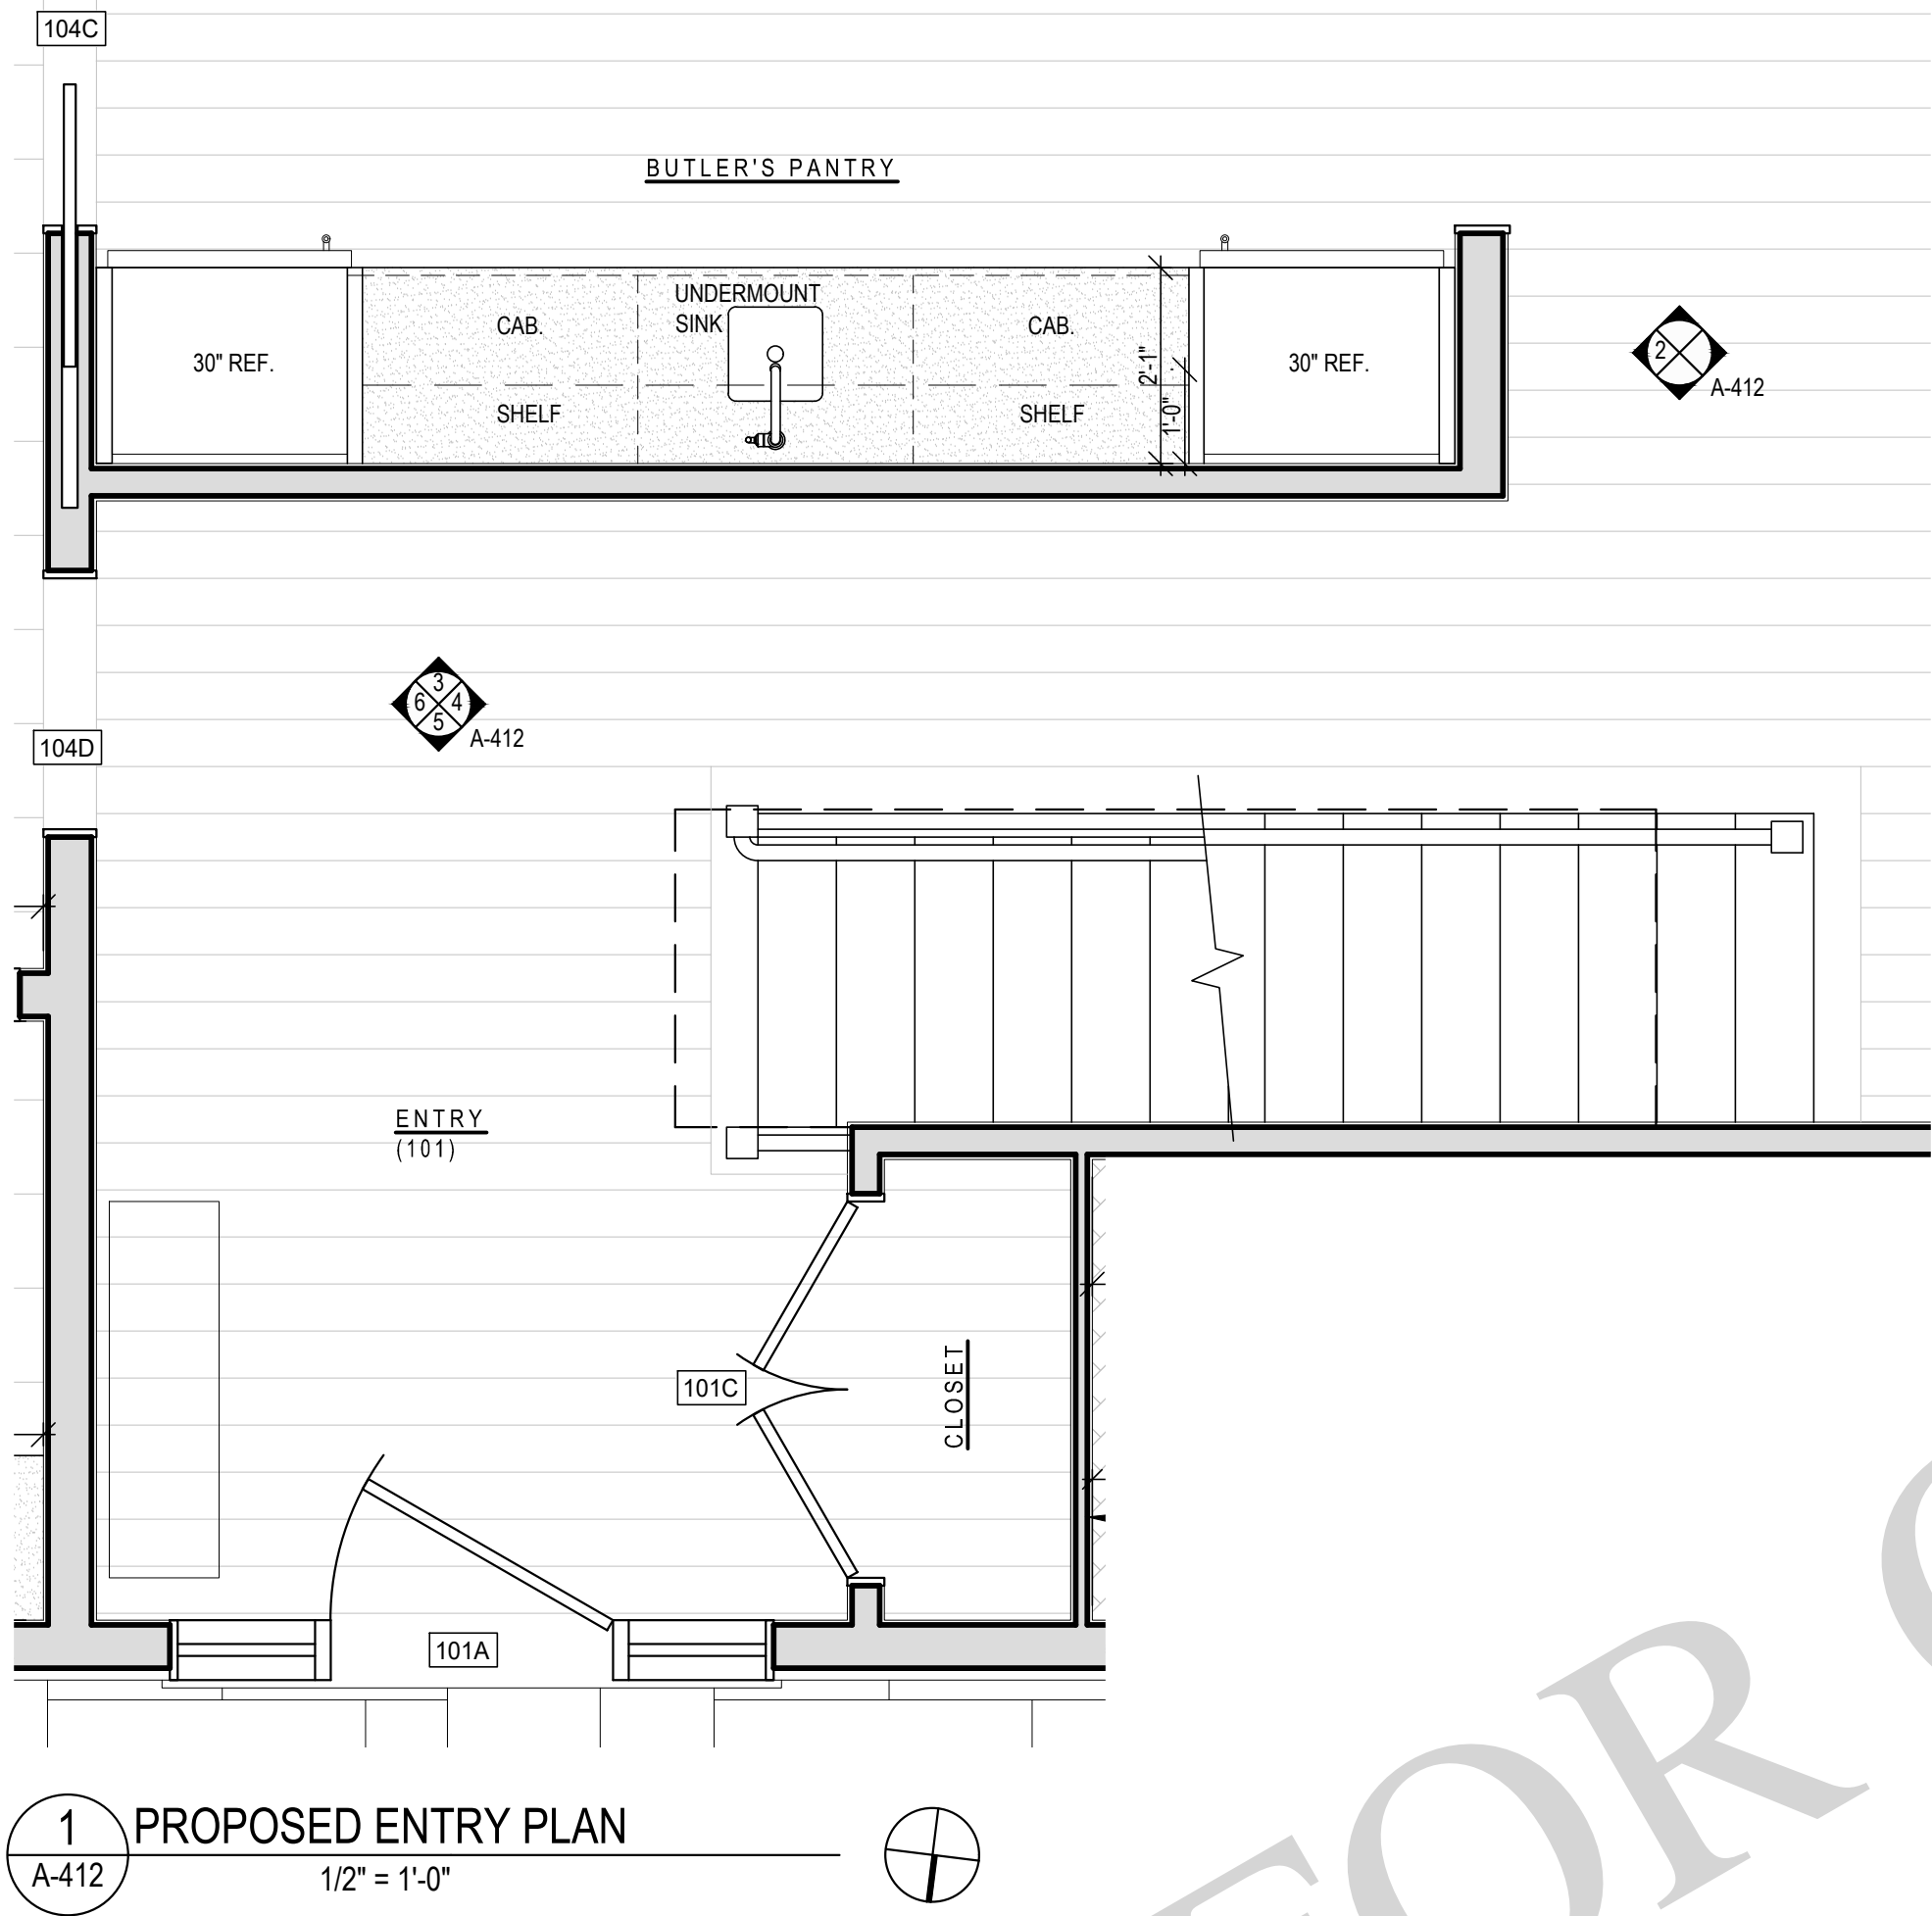 104C
BUTLER'S PANTRY
UNDERMOUNT
SINK
CAB.
CAB.
30" REF.
30" REF.
2'-1"
1'-0"
SHELF
SHELF
2
A-412
3
6 4
5
A-412
104D
ENTRY
(101)
101C
CLOSET
101A
1
A-412
PROPOSED ENTRY PLAN
1/2" = 1'-0"
FOR